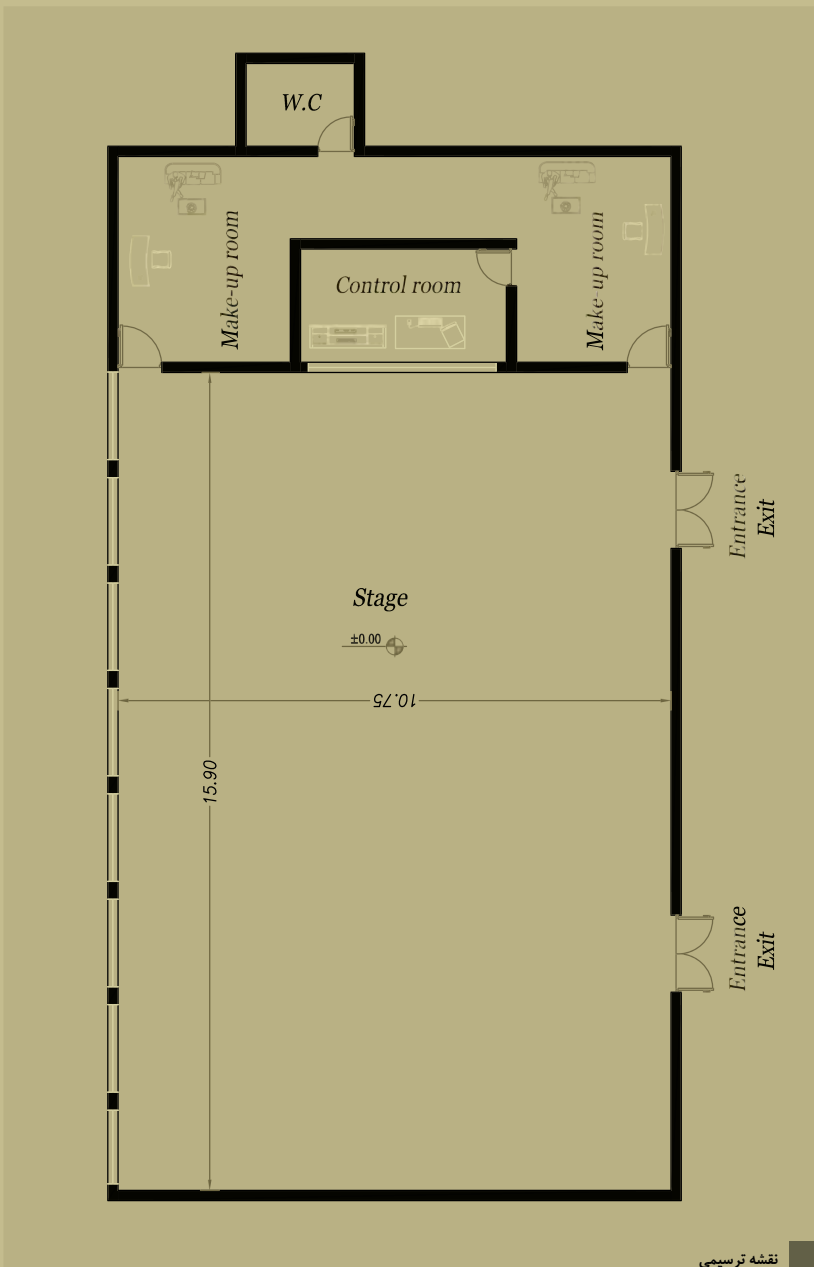 W.C
Make-up room
Control room
Make-up room
Entrance
Exit
Stage
±0.00
10.75
15.90
Entrance
Exit
نقشه ترسیمی